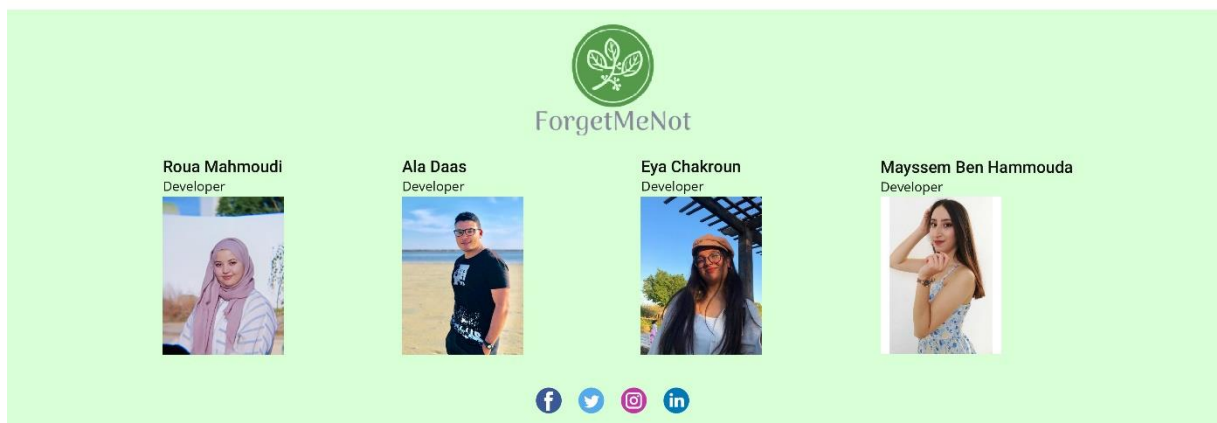 ForgetMeNot
Roua Mahmoudi
Developer
Ala Daas
Developer
Eya Chakroun
Developer
Mayssem Ben Hammouda
Developer